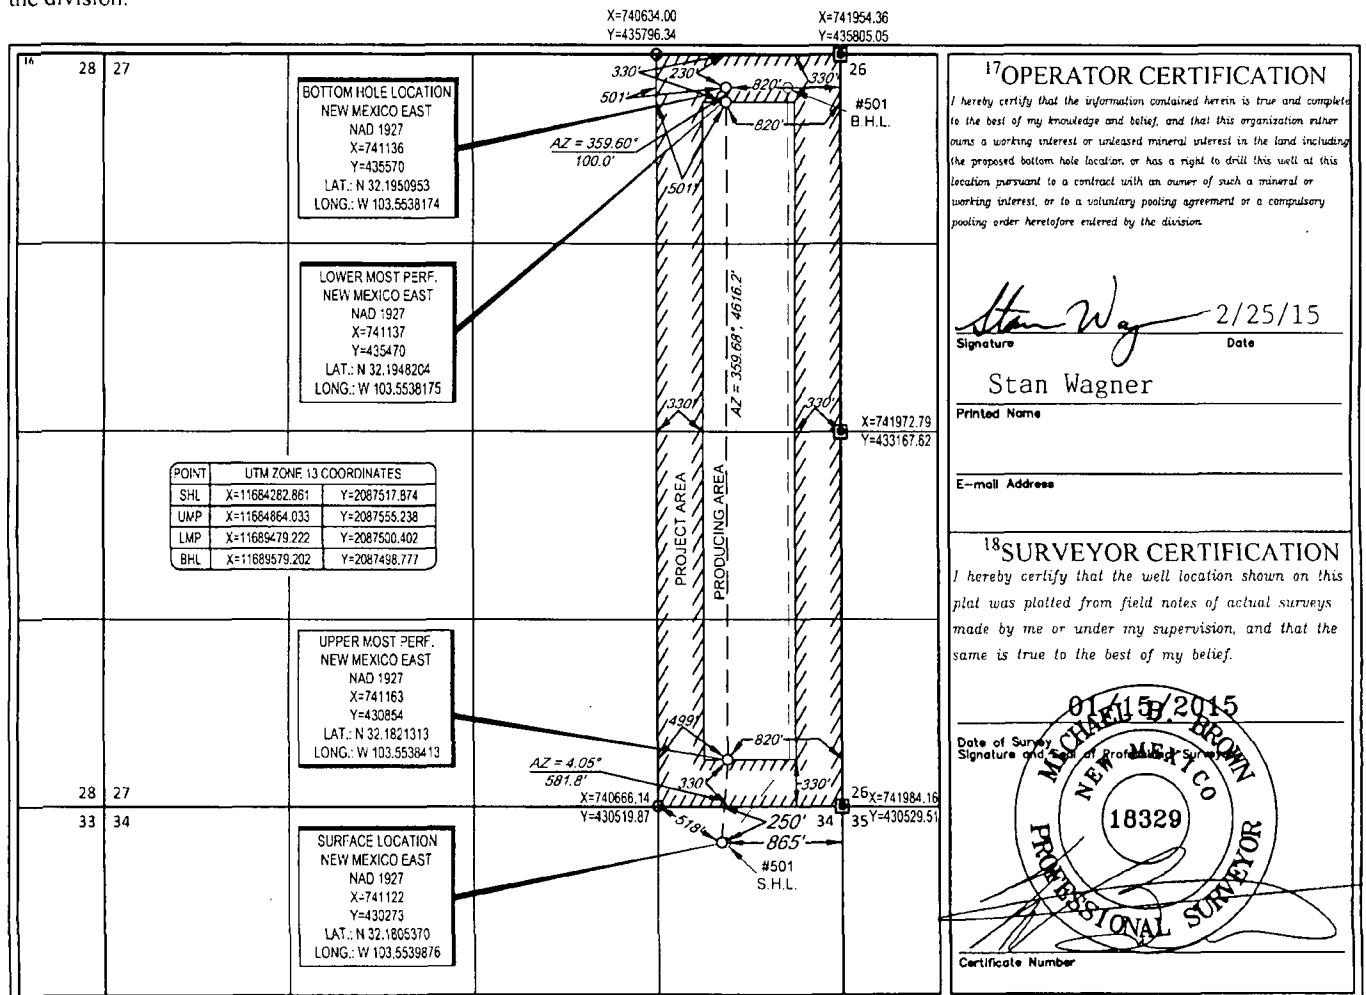 the division.
X=740634.00
Y=435796.34
X=741954.36
Y=435805.05
16
28 27
26
330'
230'
820'
330'
501'
#501
B.H.L.
820'
AZ = 359.60°
100.0'
501'
BOTTOM HOLE LOCATION
NEW MEXICO EAST
NAD 1927
X=741136
Y=435570
LAT.: N 32.1950953
LONG.: W 103.5538174
LOWER MOST PERF.
NEW MEXICO EAST
NAD 1927
X=741137
Y=435470
LAT.: N 32.1948204
LONG.: W 103.5538175
AZ = 359.68°, 4616.2'
330'
330'
X=741972.79
Y=433167.62
PROJECT AREA
PRODUCING AREA
POINT UTM ZONE 13 COORDINATES
SHL X=11684282.861 Y=2087517.874
UMP X=11684864.033 Y=2087555.238
LMP X=11689479.222 Y=2087500.402
BHL X=11689579.202 Y=2087498.777
UPPER MOST PERF.
NEW MEXICO EAST
NAD 1927
X=741163
Y=430854
LAT.: N 32.1821313
LONG.: W 103.5538413
499'
820'
AZ = 4.05°
581.8'
330'
330'
28 27
33 34
X=740666.14
Y=430519.87
26
34 35
X=741984.16
Y=430529.51
518'
250'
865'
#501
S.H.L.
SURFACE LOCATION
NEW MEXICO EAST
NAD 1927
X=741122
Y=430273
LAT.: N 32.1805370
LONG.: W 103.5539876
17 OPERATOR CERTIFICATION
I hereby certify that the information contained herein is true and complete
to the best of my knowledge and belief, and that this organization either
owns a working interest or unleased mineral interest in the land including
the proposed bottom hole location or has a right to drill this well at this
location pursuant to a contract with an owner of such a mineral or
working interest, or to a voluntary pooling agreement or a compulsory
pooling order heretofore entered by the division.
Stan Wag 2/25/15
Signature Date
Stan Wagner
Printed Name
E-mail Address
18 SURVEYOR CERTIFICATION
I hereby certify that the well location shown on this
plat was plotted from field notes of actual surveys
made by me or under my supervision, and that the
same is true to the best of my belief.
01/15/2015
Date of Survey
Signature and Seal of Professional Surveyor
MICHAEL B. BROWN
NEW MEXICO
18329
PROFESSIONAL SURVEYOR
Certificate Number